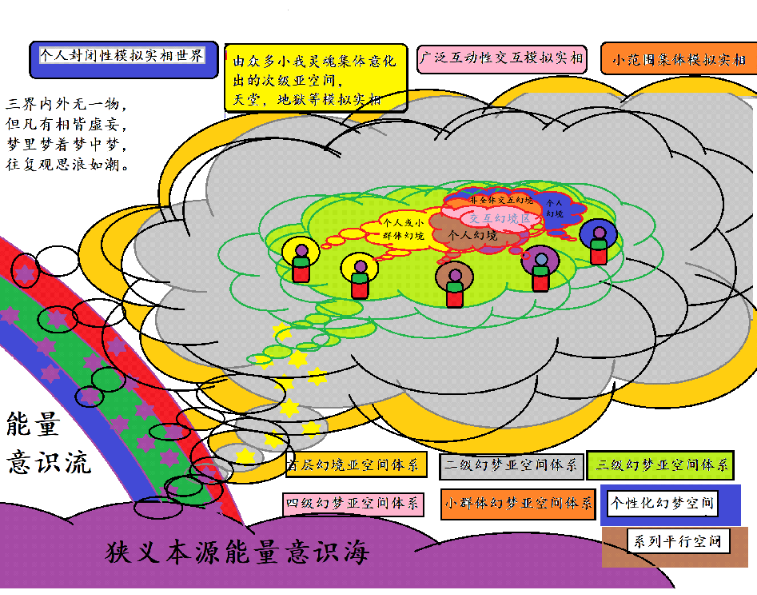 个人封闭性模拟实相世界
由众多小我灵魂集体意化
出的次级亚空间，
天堂，地狱等模拟实相
广泛互动性交互模拟实相
小范围集体模拟实相
三界内外无一物，
但凡有相皆虚妄，
梦里梦着梦中梦，
往复观思浪如潮。
非全体交互幻境
个人
幻境
交互幻境区
个人或小
群体幻境
个人幻境
能量
意识流
首层幻境亚空间体系
二级幻梦亚空间体系
三级幻梦亚空间体系
四级幻梦亚空间体系
小群体幻梦亚空间体系
个性化幻梦空间
系列平行空间
狭义本源能量意识海